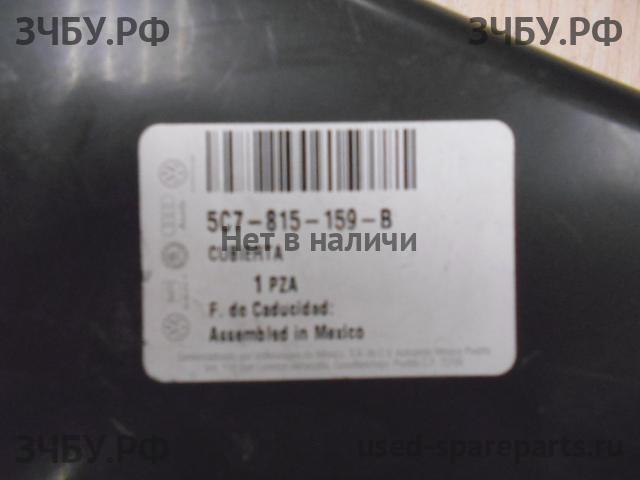 ЗЧБУ.РФ
ЗЧБУ.РФ
5C7-815-159-B
Нет в наличи
COBIERTA
1 PZA
F. de Caducidad:
Assembled in Mexico
ЗЧБУ.РФ
used-spareparts.ru